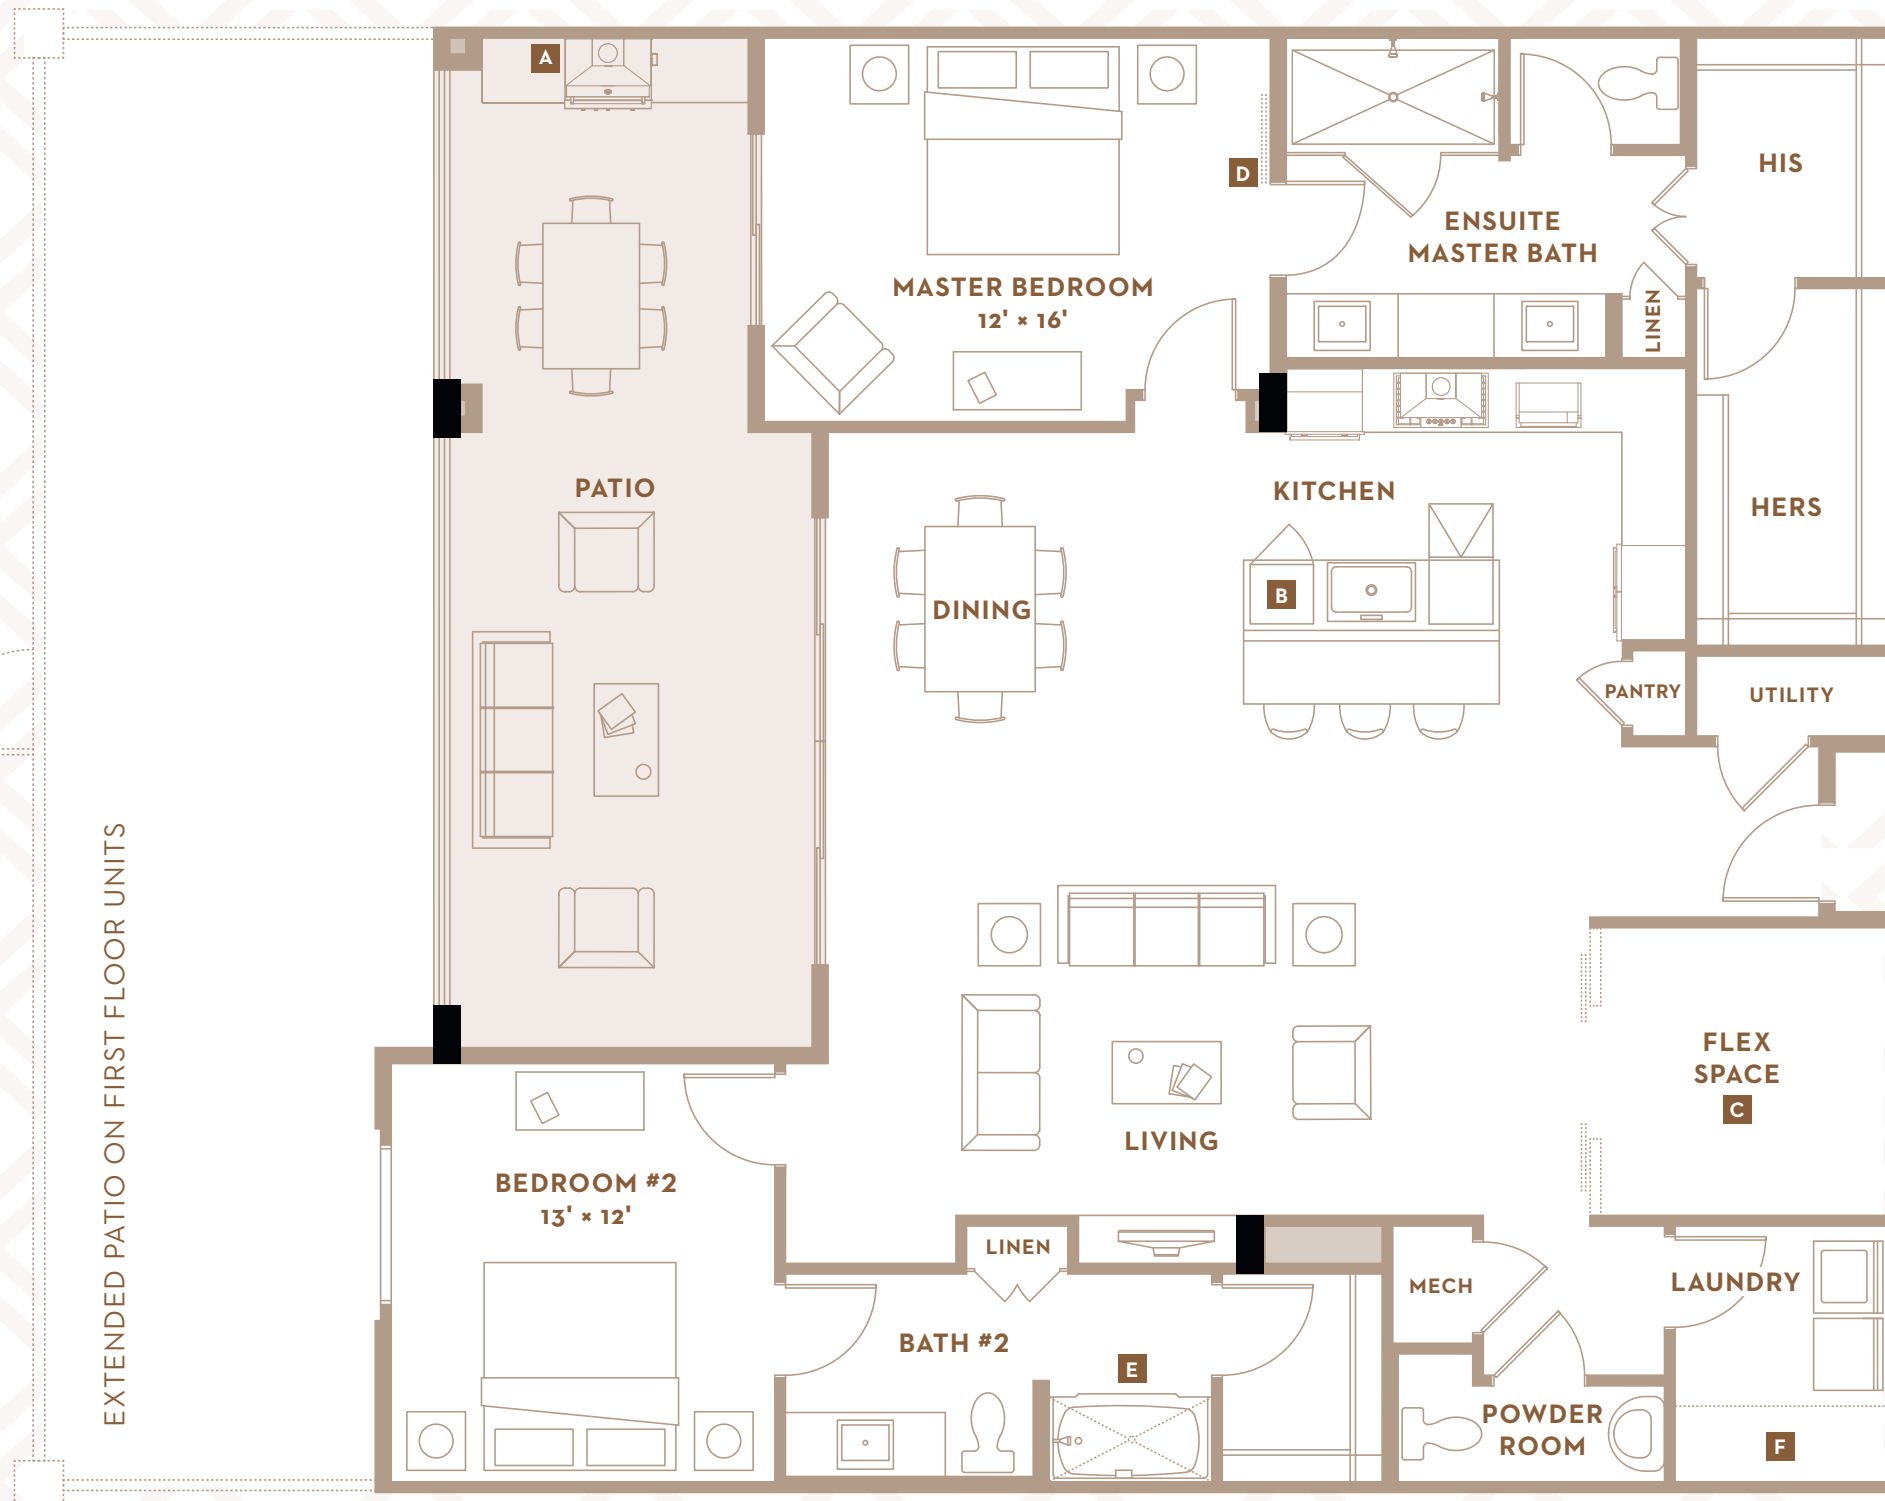 A
D
HIS
ENSUITE
MASTER BATH
MASTER BEDROOM
12' × 16'
LINEN
PATIO
KITCHEN
HERS
B
DINING
PANTRY
UTILITY
EXTENDED PATIO ON FIRST FLOOR UNITS
FLEX
SPACE
C
LIVING
BEDROOM #2
13' × 12'
LINEN
MECH
LAUNDRY
BATH #2
E
POWDER
ROOM
F